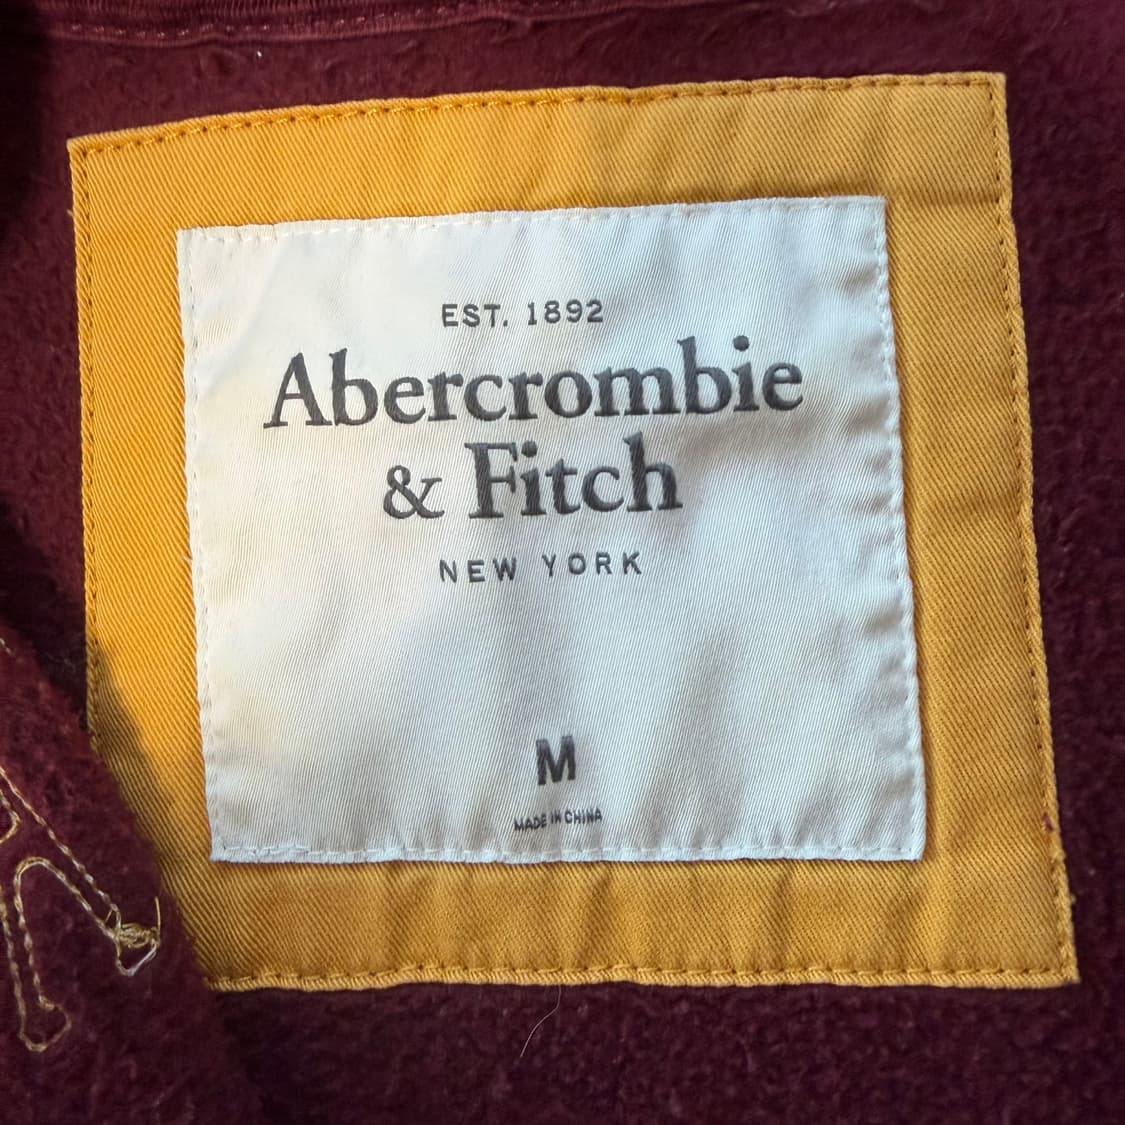 EST. 1892
Abercrombie
& Fitch
NEW YORK
M
MADE IN CHINA